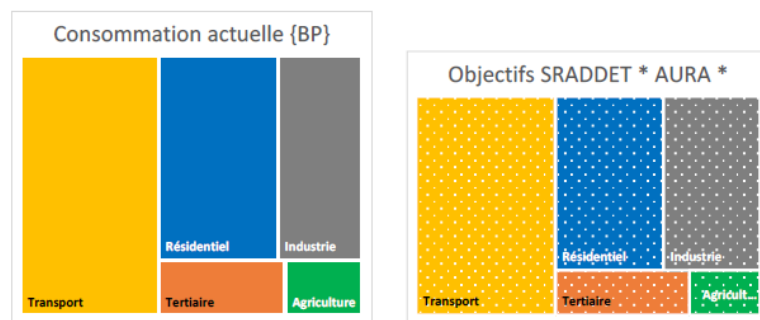 Consommation actuelle {BP}
Résidentiel
Industrie
Transport
Tertiaire
Agriculture
Objectifs SRADDET * AURA *
Résidentiel
Industrie
Transport
Tertiaire
Agricult...